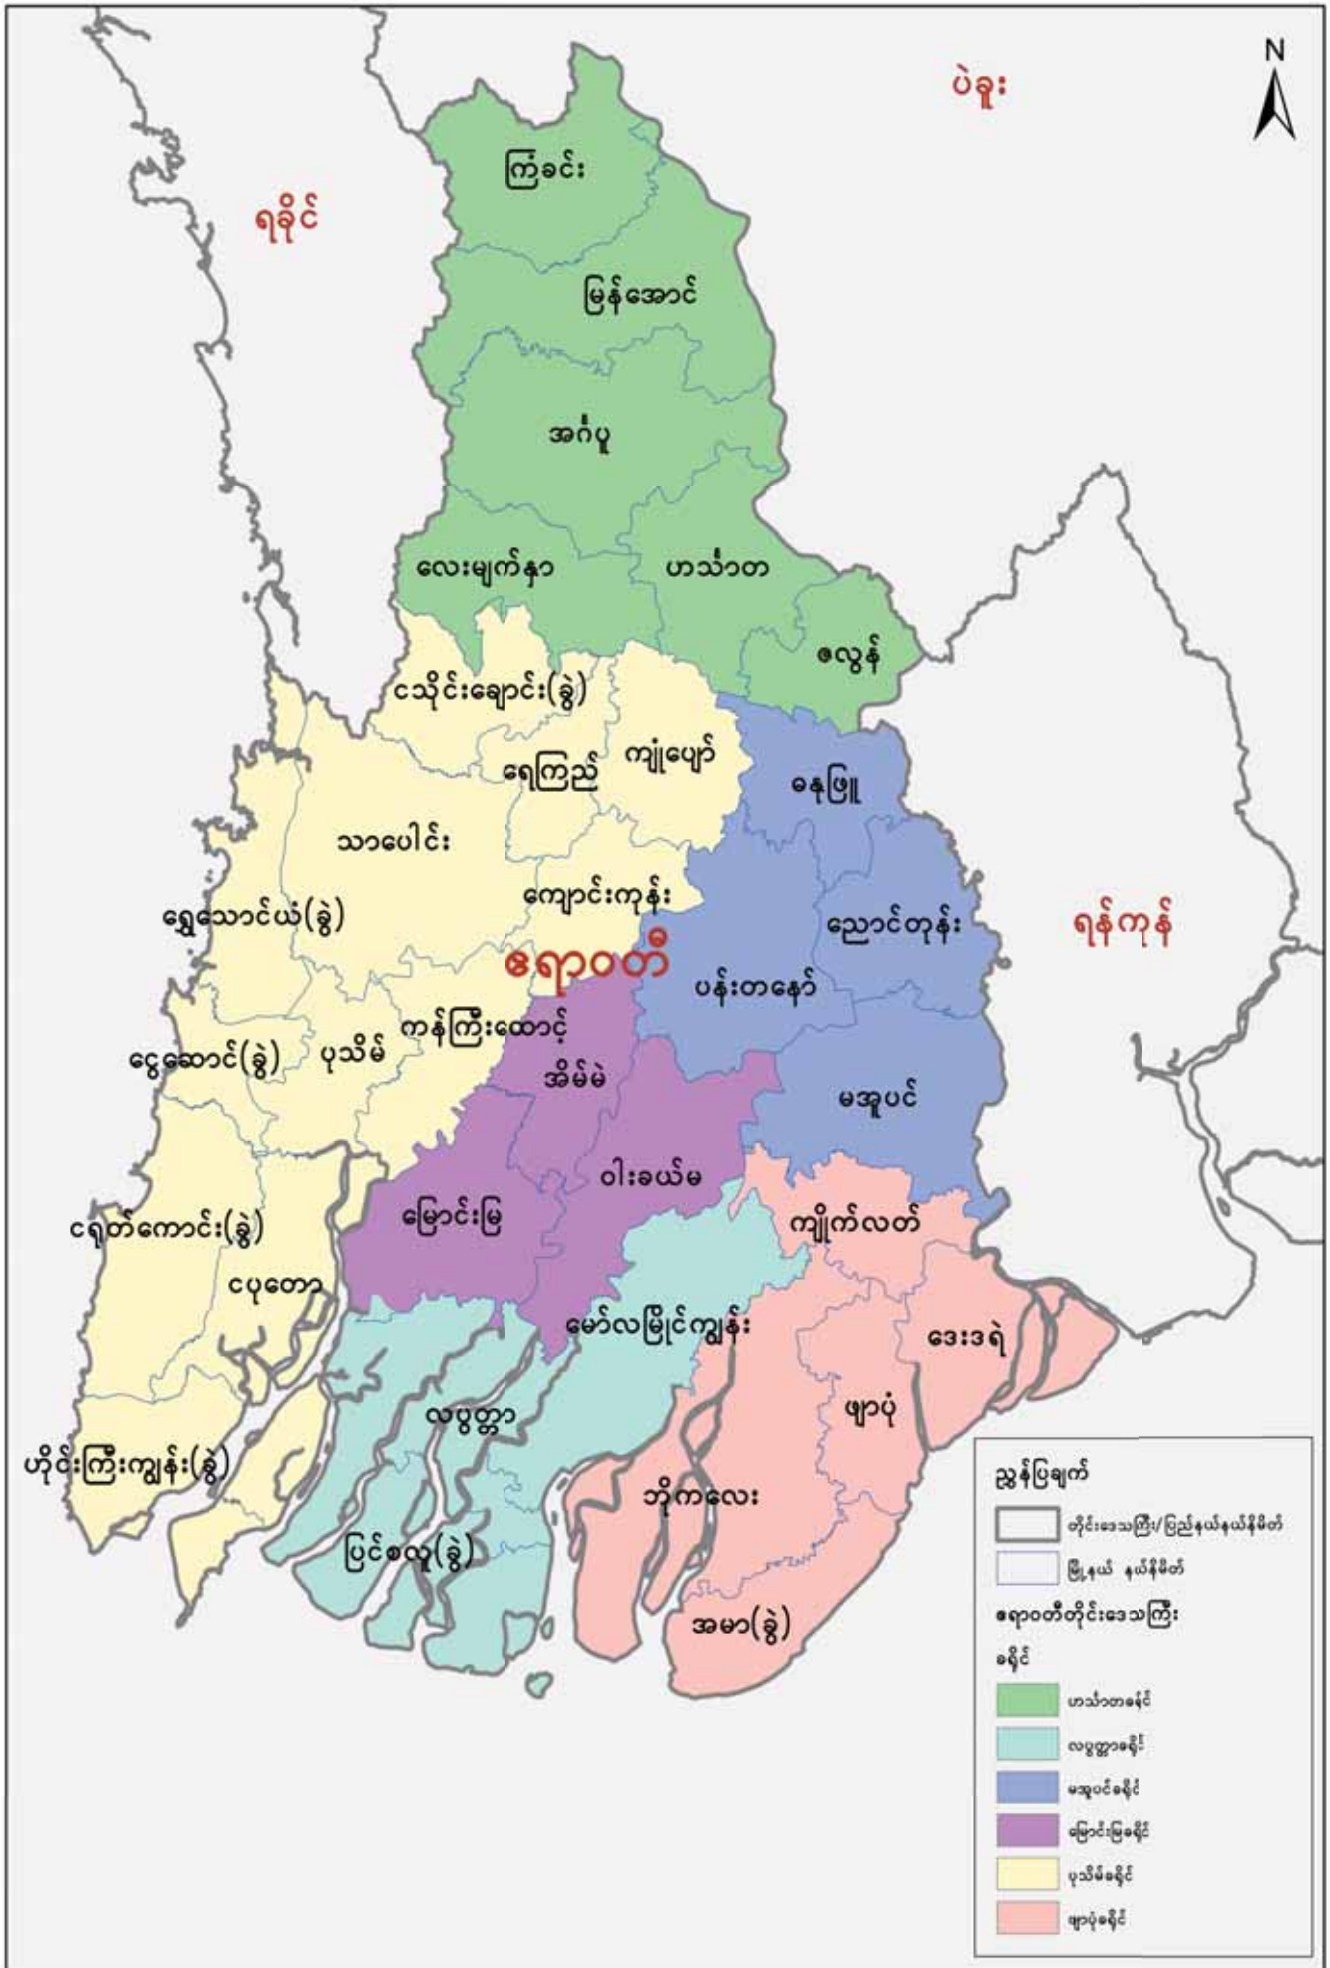 N
ပဲခူး
ကြံခင်း
ရခိုင်
မြန်အောင်
အင်္ဂပူ
လေးမျက်နှာ
ဟင်္သာတ
ဇလွန်
ငသိုင်းချောင်း(ခွဲ)
ကျုံပျော်
ရေကြည်
ဓနုဖြူ
သာပေါင်း
ကျောင်းကုန်း
ရွှေသောင်ယံ(ခွဲ)
ညောင်တုန်း
ရန်ကုန်
ဧရာဝတီ
ပန်းတနော်
ကန်ကြီးထောင့်
ငွေဆောင်(ခွဲ)
ပုသိမ်
အိမ်မဲ
မအူပင်
ဝါးခယ်မ
မြောင်းမြ
ကျိုက်လတ်
ငရုတ်ကောင်း(ခွဲ)
ငပုတော
မော်လမြိုင်ကျွန်း
ဒေးဒရဲ
ဖျာပုံ
လပွတ္တာ
ဟိုင်းကြီးကျွန်း(ခွဲ)
ဘိုကလေး
ပြင်စလူ(ခွဲ)
အမာ(ခွဲ)
ညွှန်ပြချက်
တိုင်းဒေသကြီး/ပြည်နယ်နယ်နိမိတ်
မြို့နယ် နယ်နိမိတ်
ဧရာဝတီတိုင်းဒေသကြီး
ခရိုင်
ဟင်္သာတခရိုင်
လပွတ္တာခရိုင်
မအူပင်ခရိုင်
မြောင်းမြခရိုင်
ပုသိမ်ခရိုင်
ဖျာပုံခရိုင်